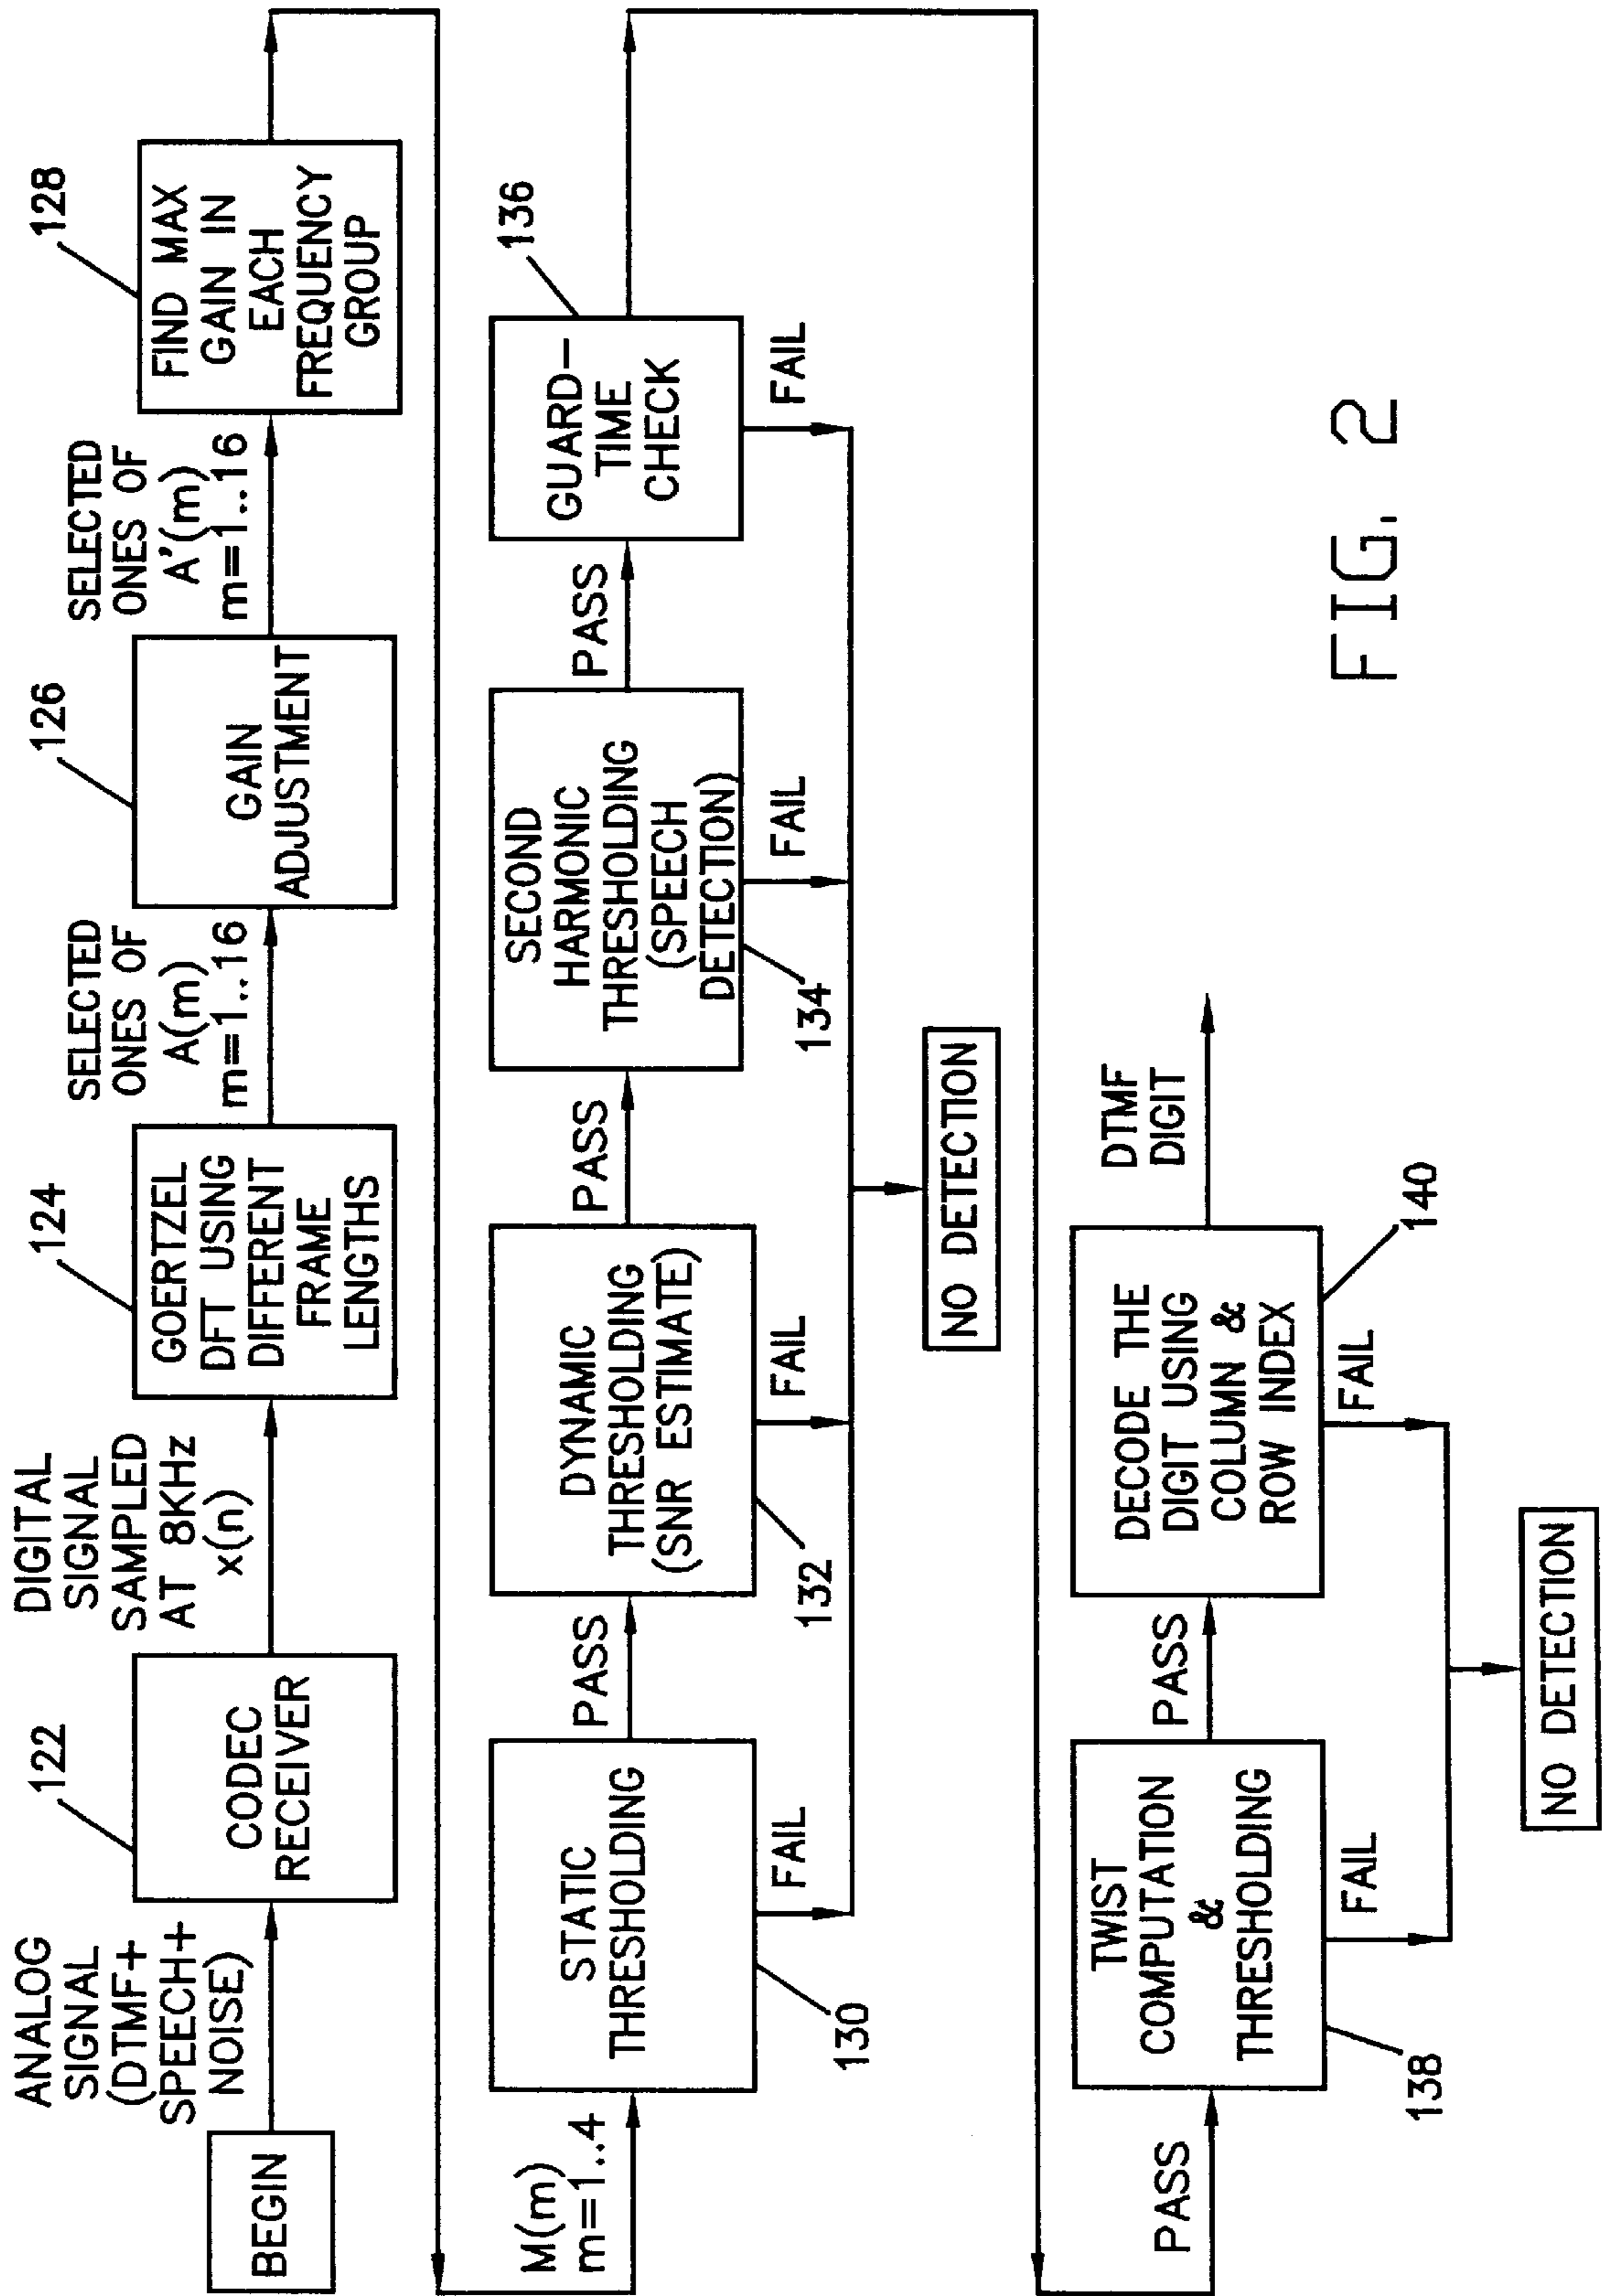 BEGIN
ANALOG
SIGNAL
(DTMF+
SPEECH+
NOISE)
122
CODEC
RECEIVER
DIGITAL
SIGNAL
SAMPLED
AT 8KHz
x(n)
124
GOERTZEL
DFT USING
DIFFERENT
FRAME
LENGTHS
SELECTED
ONES OF
A(m)
m=1..16
126
GAIN
ADJUSTMENT
SELECTED
ONES OF
A'(m)
m=1..16
128
FIND MAX
GAIN IN
EACH
FREQUENCY
GROUP
M(m)
m=1..4
STATIC
THRESHOLDING
130
FAIL
PASS
DYNAMIC
THRESHOLDING
(SNR ESTIMATE)
132
FAIL
PASS
SECOND
HARMONIC
THRESHOLDING
(SPEECH
DETECTION)
134
FAIL
PASS
136
GUARD-
TIME
CHECK
FAIL
NO DETECTION
PASS
TWIST
COMPUTATION
&
THRESHOLDING
138
FAIL
PASS
DECODE THE
DIGIT USING
COLUMN &
ROW INDEX
140
FAIL
DTMF
DIGIT
NO DETECTION
FIG. 2